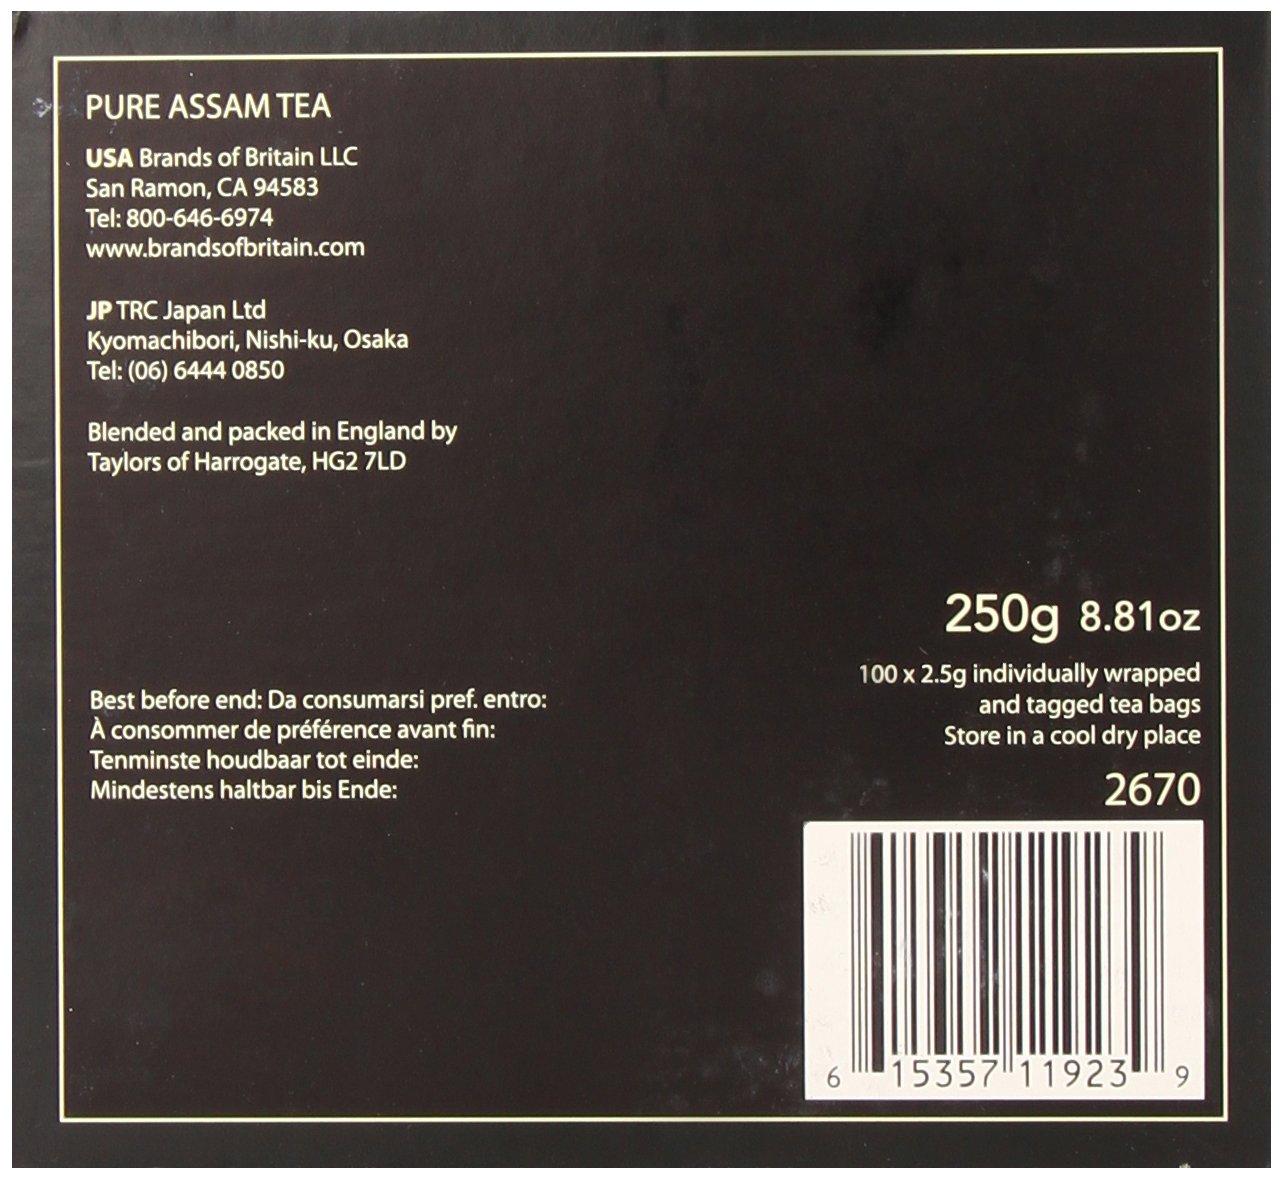 PURE ASSAM TEA
USA Brands of Britain LLC
San Ramon, CA 94583
Tel: 800-646-6974
www.brandsofbritain.com
JP TRC Japan Ltd
Kyomachibori, Nishi-ku, Osaka
Tel: (06) 6444 0850
Blended and packed in England by
Taylors of Harrogate, HG2 7LD
250g 8.81oz
100 x 2.5g individually wrapped
and tagged tea bags
Store in a cool dry place
Best before end: Da consumarsi pref. entro:
À consommer de préférence avant fin:
Tenminste houdbaar tot einde:
Mindestens haltbar bis Ende:
2670
6 15357 11923 9